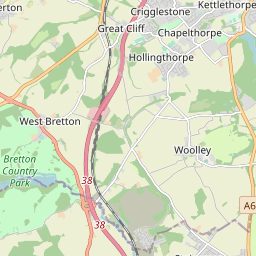 Kettlethorpe
Crigglestone
Great Cliff
Chapelthorpe
Hollingthorpe
West Bretton
Woolley
Bretton
Country
Park
38
38
A6